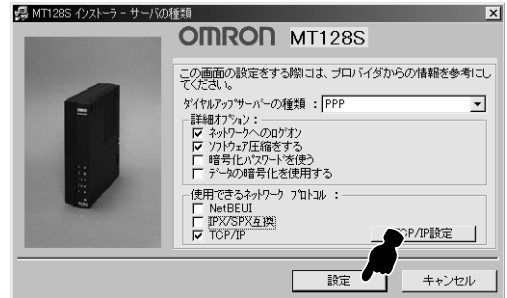 MT128S インストーラ - サーバの種類
OMRON MT128S
この画面の設定をする際には、プロバイダからの情報を参考にし
てください。
ダイヤルアップサーバーの種類 : PPP
詳細オプション :
ネットワークへのログオン
ソフトウェア圧縮をする
暗号化パスワードを使う
データの暗号化を使用する
使用できるネットワーク プロトコル :
NetBEUI
IPX/SPX互換
TCP/IP
CP/IP設定
設定
キャンセル